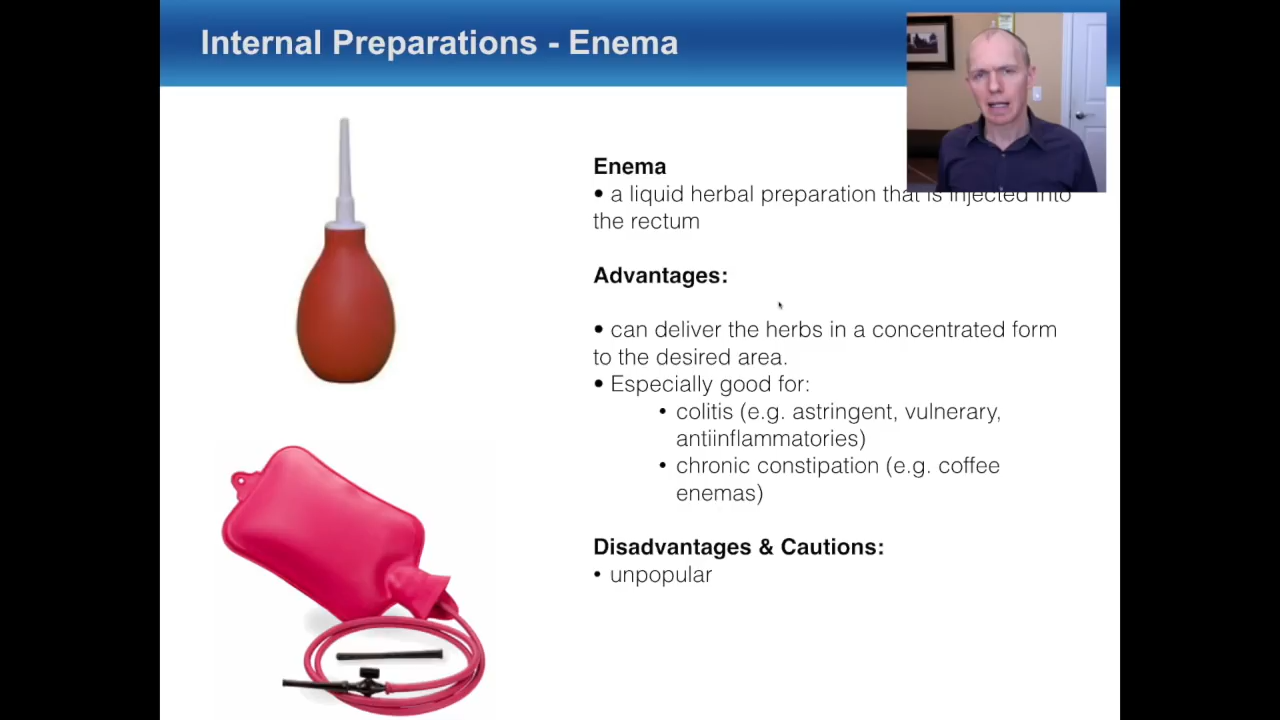 Internal Preparations - Enema
Enema
• a liquid herbal preparation that is injected into
the rectum
Advantages:
• can deliver the herbs in a concentrated form
to the desired area.
• Especially good for:
• colitis (e.g. astringent, vulnerary,
antiinflammatories)
• chronic constipation (e.g. coffee
enemas)
Disadvantages & Cautions:
• unpopular